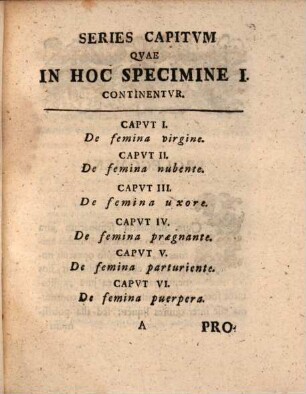 SERIES CAPITVM
QVAE
IN HOC SPECIMINE I.
CONTINENTVR.
CAPVT I.
De femina virgine.
CAPVT II.
De femina nubente.
CAPVT III.
De femina uxore.
CAPVT IV.
De femina prægnante.
CAPVT V.
De femina parturiente.
CAPVT VI.
De femina puerpera.
A PRO-